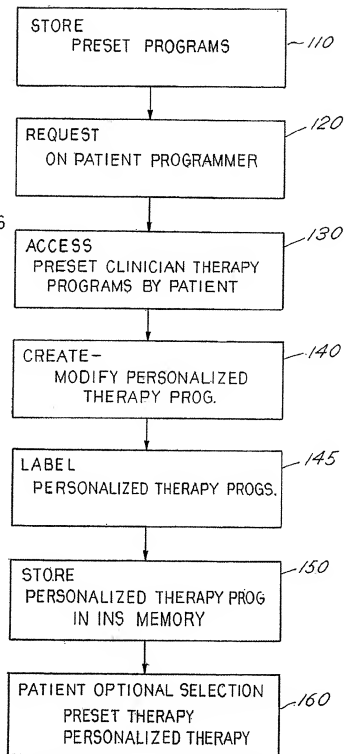 STORE
PRESET PROGRAMS
110
REQUEST
ON PATIENT PROGRAMMER
120
ACCESS
PRESET CLINICIAN THERAPY
PROGRAMS BY PATIENT
130
CREATE-
MODIFY PERSONALIZED
THERAPY PROG.
140
LABEL
PERSONALIZED THERAPY PROGS.
145
STORE
PERSONALIZED THERAPY PROG
IN INS MEMORY
150
PATIENT OPTIONAL SELECTION
PRESET THERAPY
PERSONALIZED THERAPY
160